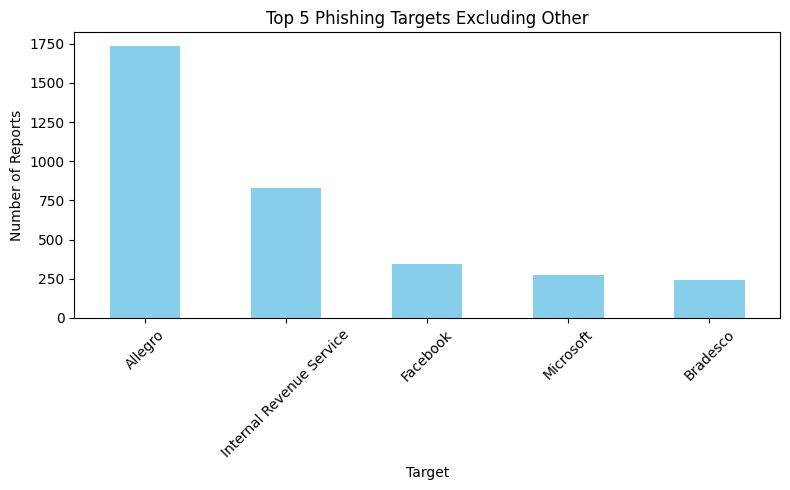 Top 5 Phishing Targets Excluding Other
Number of Reports
1750
1500
1250
1000
750
500
250
0
Allegro
Internal Revenue Service
Facebook
Microsoft
Bradesco
Target